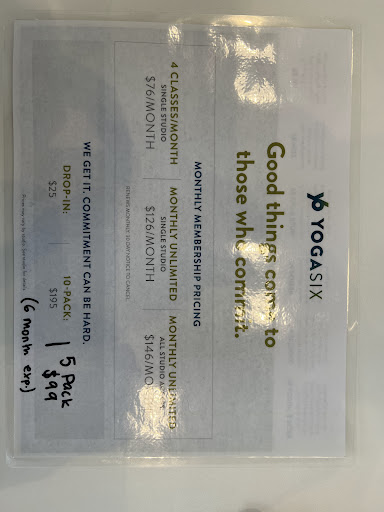 YOGASIX
Good things come to
those who commit.
MONTHLY MEMBERSHIP PRICING
4 CLASSES/MONTH
SINGLE STUDIO
$76/MONTH
MONTHLY UNLIMITED
SINGLE STUDIO
$126/MONTH
MONTHLY UNLIMITED
ALL STUDIO
$146/MO
WE GET IT, COMMITMENT CAN BE HARD.
DROP-IN:
$25
10-PACK:
$195
5 Pack
$99
(6 month exp.)